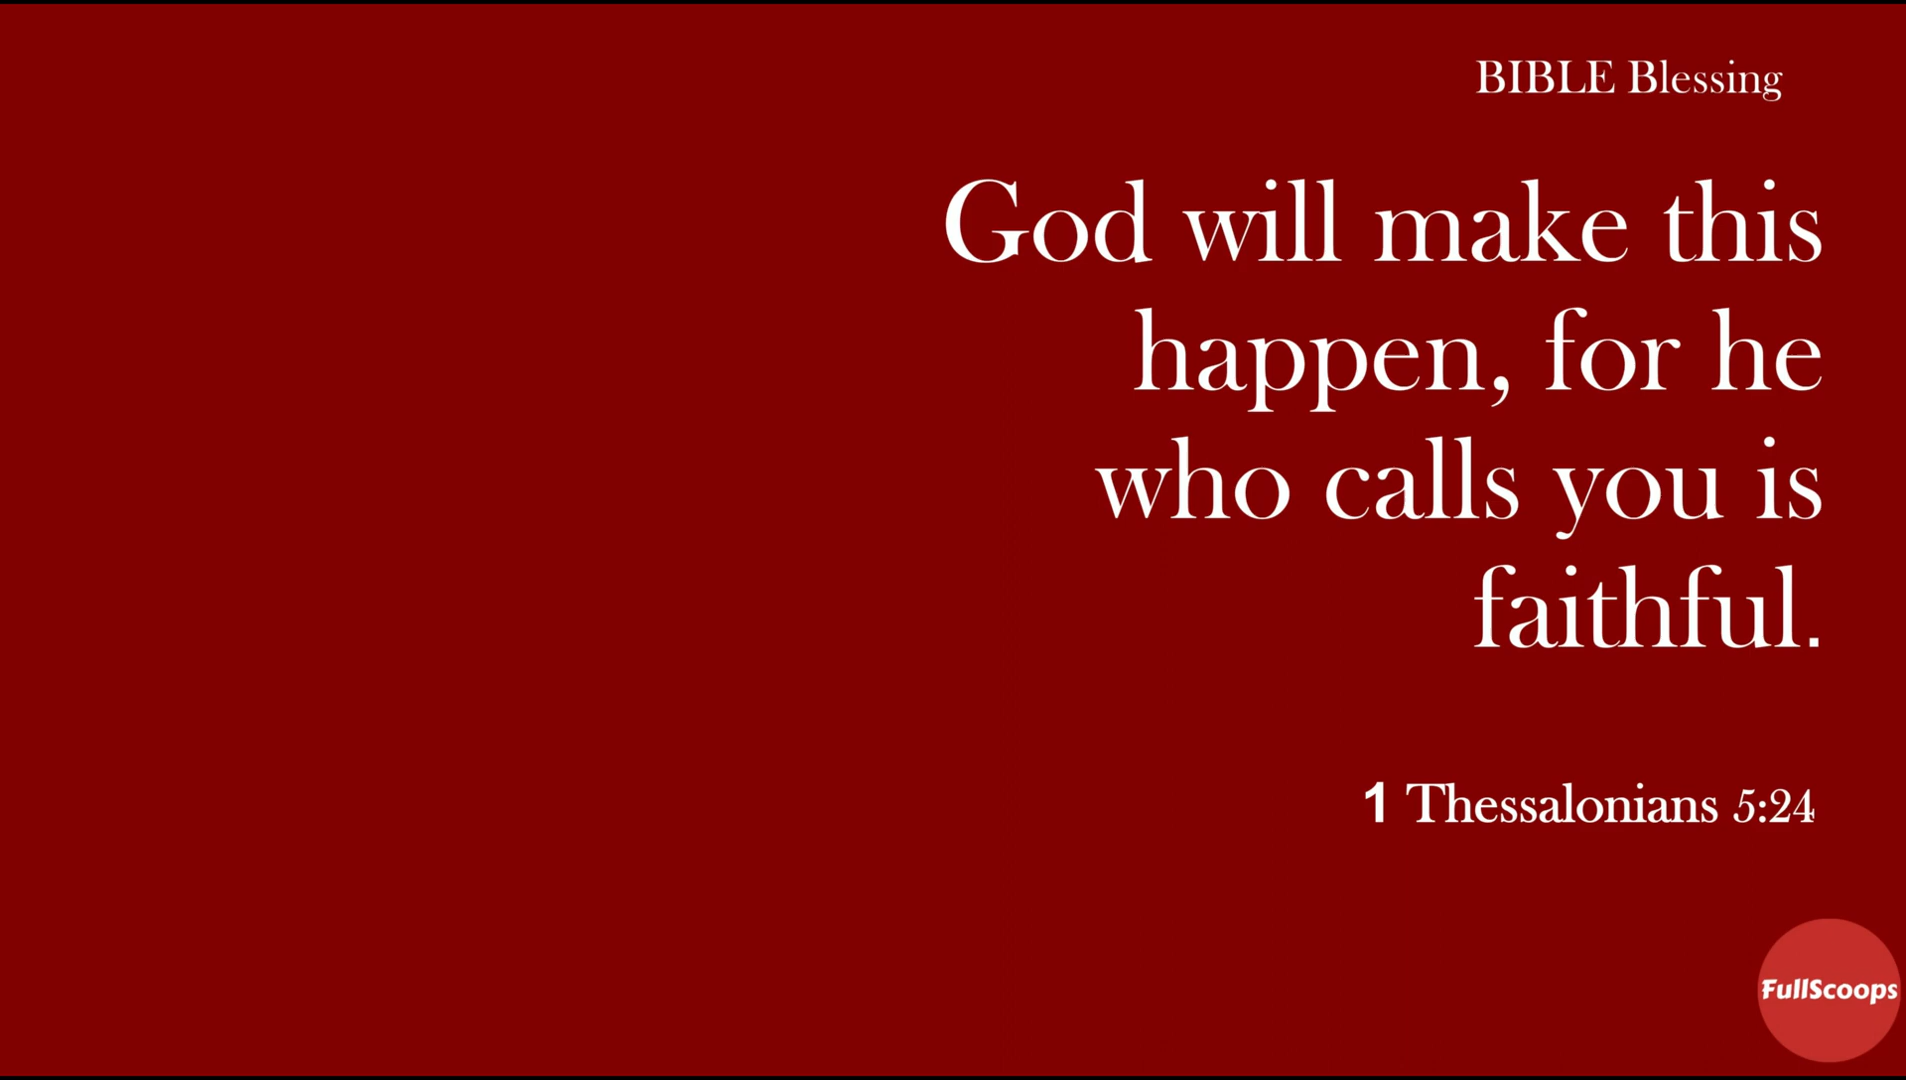 BIBLE Blessing
God will make this
happen, for he
who calls you is
faithful.
1 Thessalonians 5:24
FullScoops